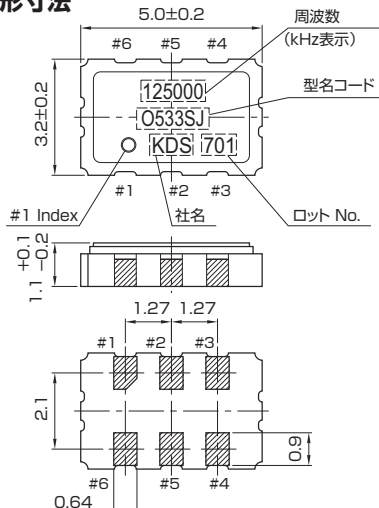 形寸法
5.0±0.2
周波数
(kHz表示)
#6 #5 #4
3.2±0.2
125000
型名コード
O533SJ
KDS 701
#1 #2 #3
#1 Index
社名
ロット No.
1.1 +0.1 −0.2
1.27 1.27
#1 #2 #3
2.1
0.9
#6 #5 #4
0.64